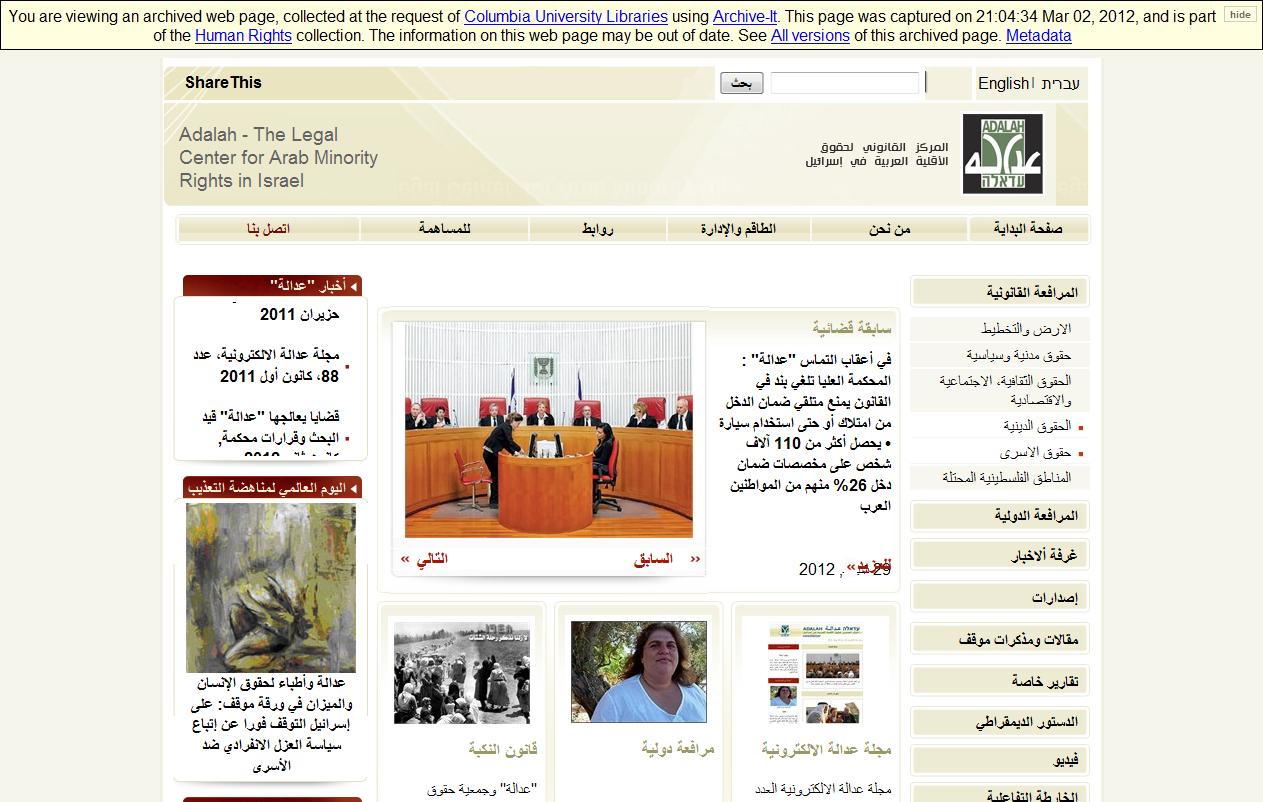 You are viewing an archived web page, collected at the request of Columbia University Libraries using Archive-It. This page was captured on 21:04:34 Mar 02, 2012, and is part
of the Human Rights collection. The information on this web page may be out of date. See All versions of this archived page. Metadata
hide
ShareThis
بحث
English | עברית
Adalah - The Legal
Center for Arab Minority
Rights in Israel
المركز القانوني لحقوق
الأقلية العربية في إسرائيل
ADALAH
عدالة
עדאלה
صفحة البداية
من نحن
الطاقم والإدارة
روابط
للمساهمة
اتصل بنا
المرافعة القانونية
الارض والتخطيط
حقوق مدنية وسياسية
الحقوق الثقافية، الاجتماعية
والاقتصادية
الحقوق الدينية
حقوق الاسرى
المناطق الفلسطينية المحتلة
المرافعة الدولية
غرفة ألاخبار
إصدارات
مقالات ومذكرات موقف
تقارير خاصة
الدستور الديمقراطي
فيديو
الخارطة التفاعلية
سابقة قضائية
في أعقاب التماس "عدالة" :
المحكمة العليا تلغي بند في
القانون يمنع متلقي ضمان الدخل
من امتلاك أو حتى استخدام سيارة
• يحصل أكثر من 110 آلاف
شخص على مخصصات ضمان
دخل 26% منهم من المواطنين
العرب
للمزيد»
29 2012
« السابق
التالي »
مجلة عدالة الالكترونية
مجلة عدالة الالكترونية العدد
مرافعة دولية
1948
لا زلنا نذكر رحلة الشتات
قانون النكبة
"عدالة" وجمعية حقوق
أخبار "عدالة"
حزيران 2011
مجلة عدالة الالكترونية، عدد
88، كانون أول 2011
قضايا يعالجها "عدالة" قيد
البحث وقرارات محكمة,
اليوم العالمي لمناهضة التعذيب
عدالة وأطباء لحقوق الإنسان
والميزان في ورقة موقف: على
إسرائيل التوقف فورا عن إتباع
سياسة العزل الانفرادي ضد
الأسرى